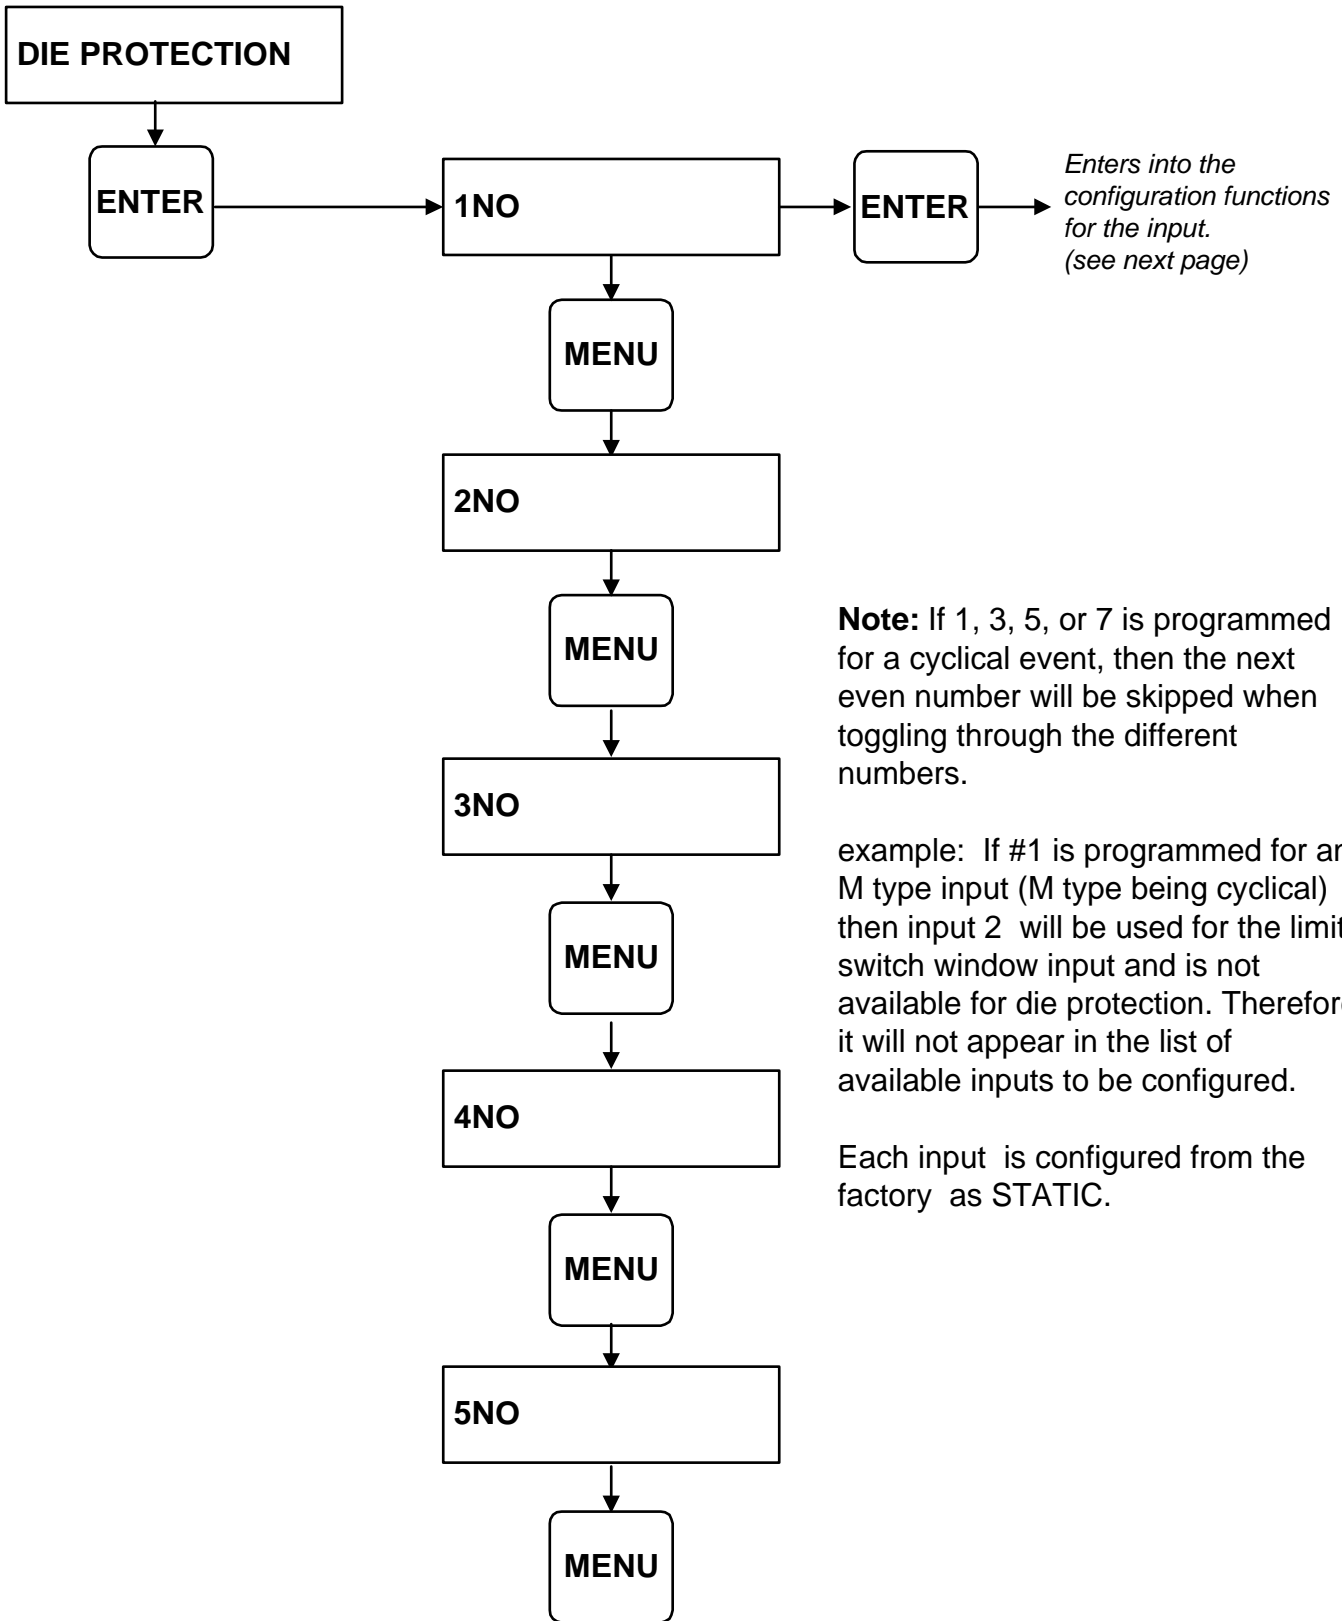 DIE PROTECTION
ENTER
1NO
ENTER
Enters into the
configuration functions
for the input.
(see next page)
MENU
2NO
MENU
3NO
MENU
4NO
MENU
5NO
MENU
Note: If 1, 3, 5, or 7 is programmed
for a cyclical event, then the next
even number will be skipped when
toggling through the different
numbers.
example: If #1 is programmed for an
M type input (M type being cyclical)
then input 2 will be used for the limit
switch window input and is not
available for die protection. Therefore
it will not appear in the list of
available inputs to be configured.
Each input is configured from the
factory as STATIC.